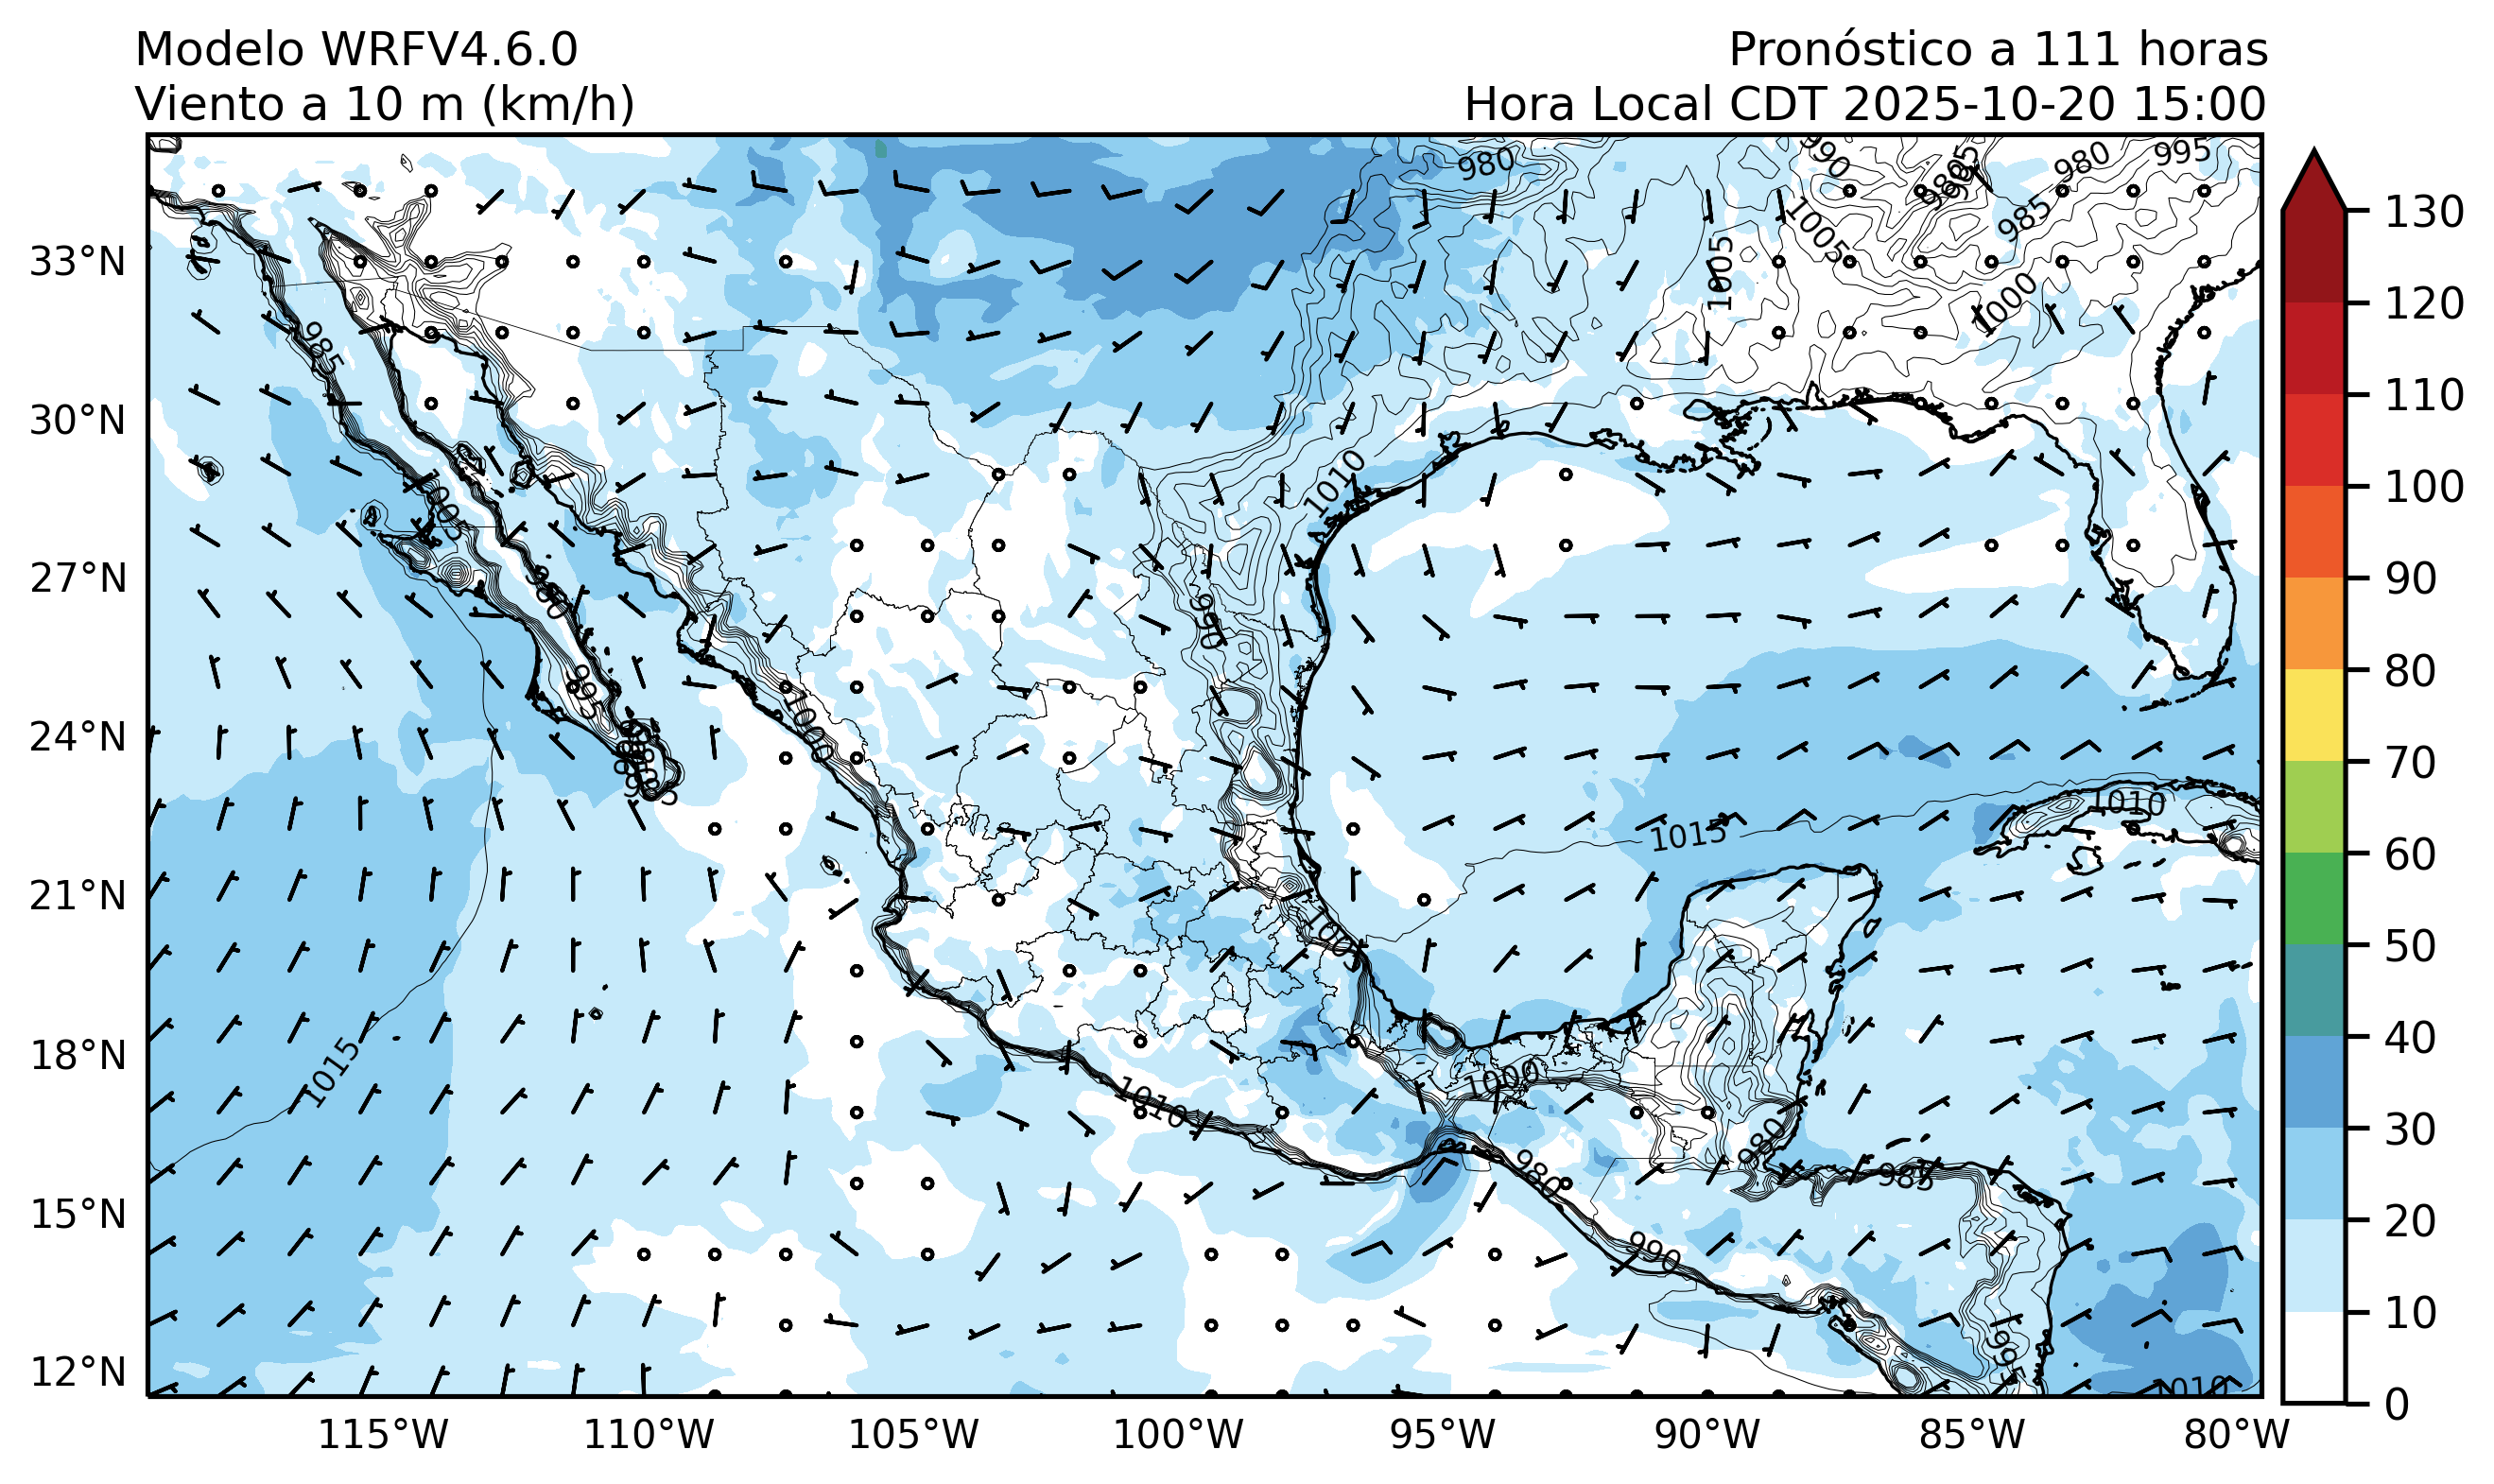 Modelo WRFV4.6.0
Pronóstico a 111 horas
Viento a 10 m (km/h)
Hora Local CDT 2025-10-20 15:00
980
990
985
980
995
985
1005
1005
1000
985
1010
1005
980
990
995
1000
1015
1010
1005
1015
1010
1000
980
980
985
990
995
1010
33°N
30°N
27°N
24°N
21°N
18°N
15°N
12°N
115°W
110°W
105°W
100°W
95°W
90°W
85°W
80°W
130
120
110
100
90
80
70
60
50
40
30
20
10
0